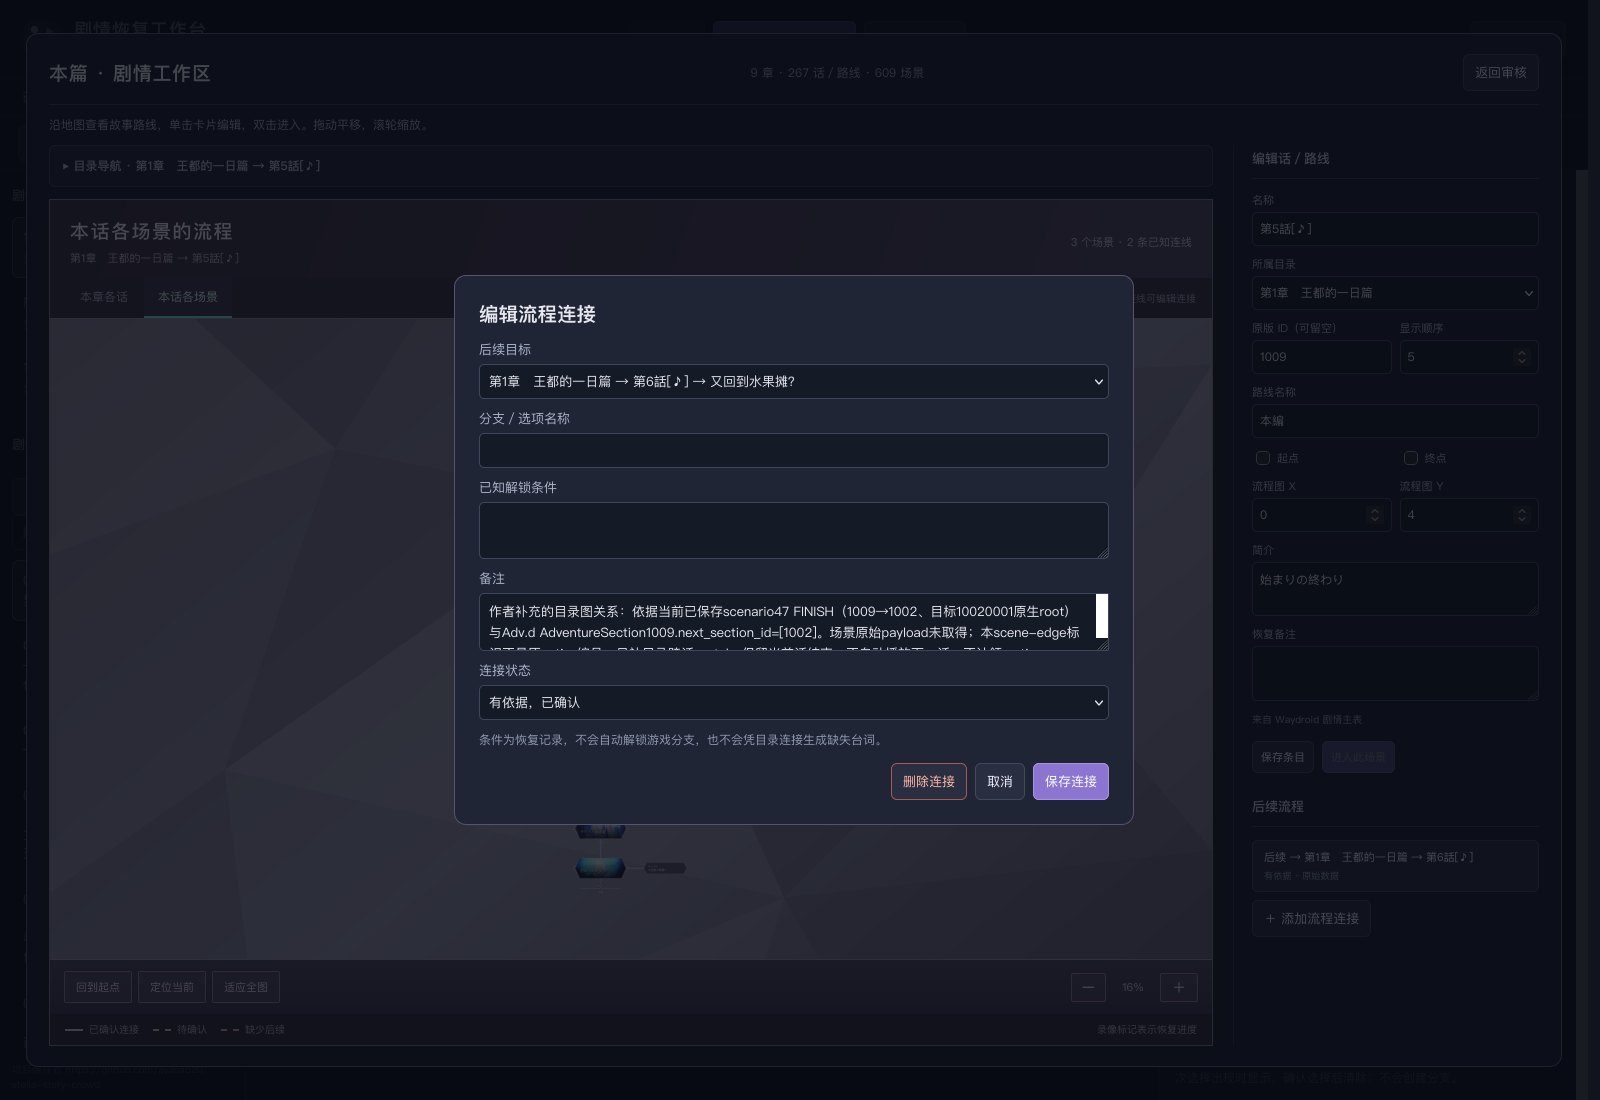 剧情恢复工作台
本篇 · 剧情工作区
9 章 · 267 话 / 路线 · 609 场景
返回审核
沿地图查看故事路线，单击卡片编辑，双击进入。拖动平移，滚轮缩放。
▸ 目录导航 · 第1章　王都的一日篇 → 第5話[♪]
本话各场景的流程
第1章　王都的一日篇 → 第5話[♪]
3 个场景 · 2 条已知连线
本章各话
本话各场景
线可编辑连接
编辑流程连接
后续目标
第1章　王都的一日篇 → 第6話[♪] → 又回到水果摊?
分支 / 选项名称
已知解锁条件
备注
作者补充的目录图关系：依据当前已保存scenario47 FINISH（1009→1002、目标10020001原生root）
与Adv.d AdventureSection1009.next_section_id=[1002]。场景原始payload未取得；本scene-edge标
连接状态
有依据，已确认
条件为恢复记录，不会自动解锁游戏分支，也不会凭目录连接生成缺失台词。
删除连接
取消
保存连接
回到起点
定位当前
适应全图
16%
已确认连接
待确认
缺少后续
录像标记表示恢复进度
编辑话 / 路线
名称
第5話[♪]
所属目录
第1章　王都的一日篇
原版 ID（可留空）
显示顺序
1009
5
路线名称
本編
起点
终点
流程图 X
流程图 Y
0
4
简介
始まりの終わり
恢复备注
来自 Waydroid 剧情主表
保存条目
进入此场景
后续流程
后续 → 第1章　王都的一日篇 → 第6話[♪]
有依据 · 原始数据
＋ 添加流程连接